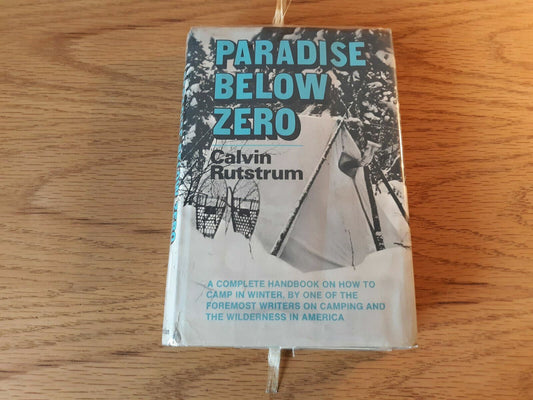 PARADISE
BELOW
ZERO
Calvin
Rutstrum
A COMPLETE HANDBOOK ON HOW TO
CAMP IN WINTER, BY ONE OF THE
FOREMOST WRITERS ON CAMPING AND
THE WILDERNESS IN AMERICA